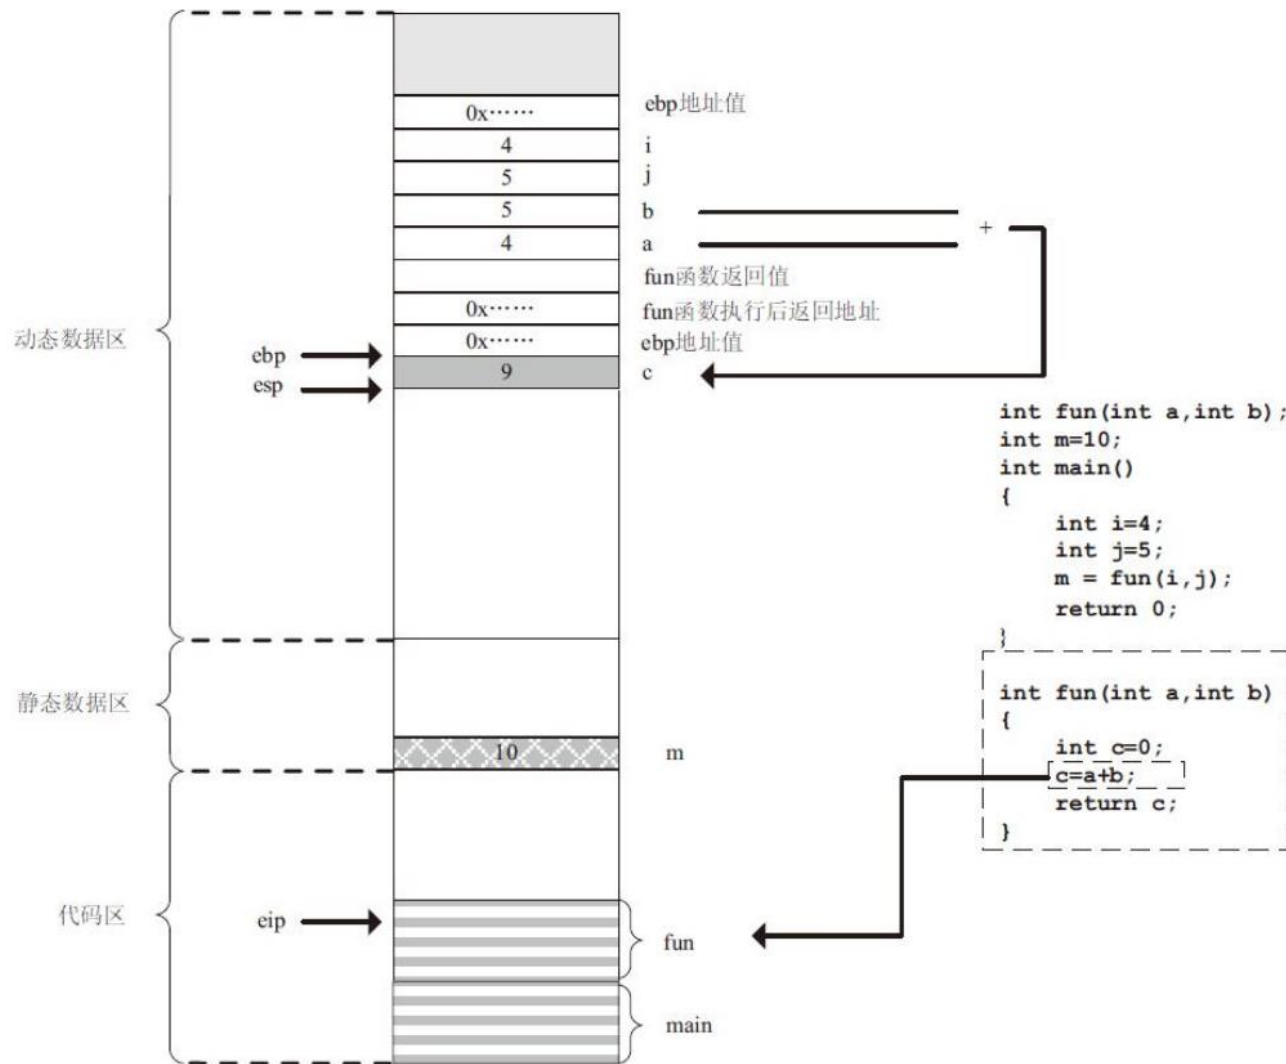 0x……
ebp地址值
4
i
5
j
5
b
+
4
a
fun函数返回值
0x……
fun函数执行后返回地址
动态数据区
0x……
ebp地址值
ebp
9
c
esp
int fun(int a,int b);
int m=10;
int main()
{
int i=4;
int j=5;
m = fun(i,j);
return 0;
}
静态数据区
int fun(int a,int b)
{
int c=0;
10
m
c=a+b;
return c;
}
代码区
eip
fun
main